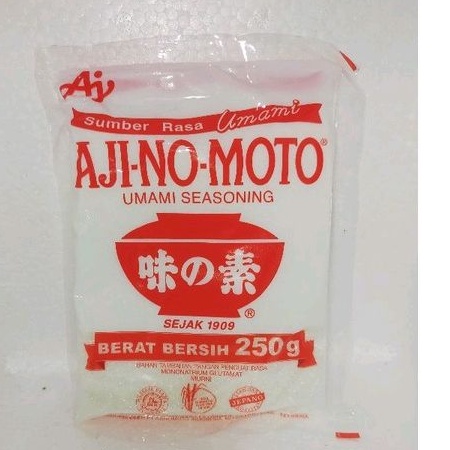 Aj
Sumber Rasa Umami
AJI-NO-MOTO®
UMAMI SEASONING
味の素
®
SEJAK 1909
BERAT BERSIH 250g
BAHAN TAMBAHAN PANGAN PENGUAT RASA
MONONATRIUM GLUTAMAT
MURNI
JEPANG